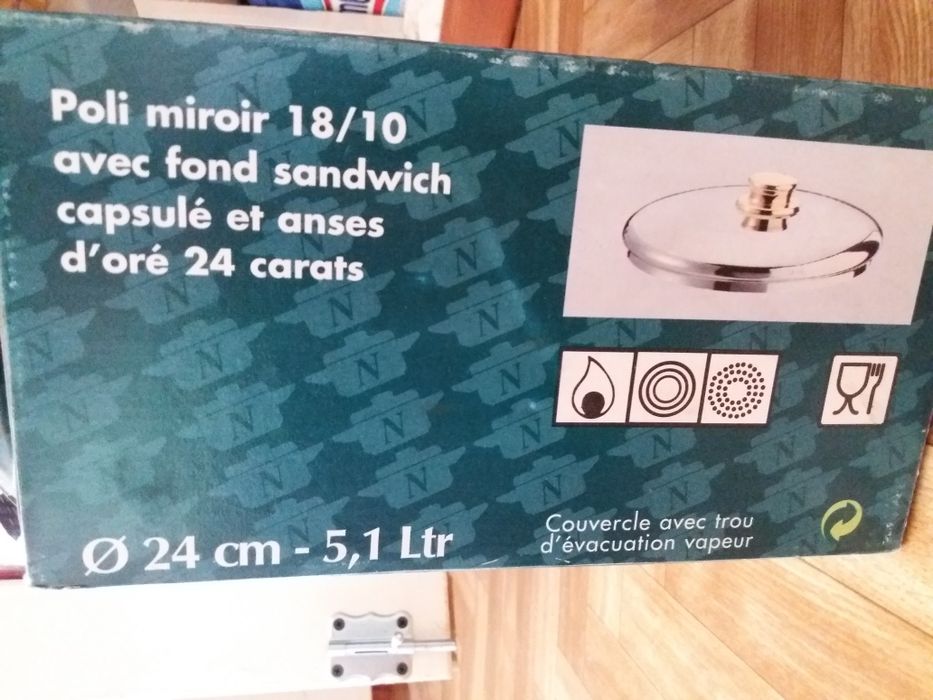 Poli miroir 18/10
avec fond sandwich
capsulé et anses
d'oré 24 carats
Ø 24 cm - 5,1 Ltr
Couvercle avec trou
d'évacuation vapeur